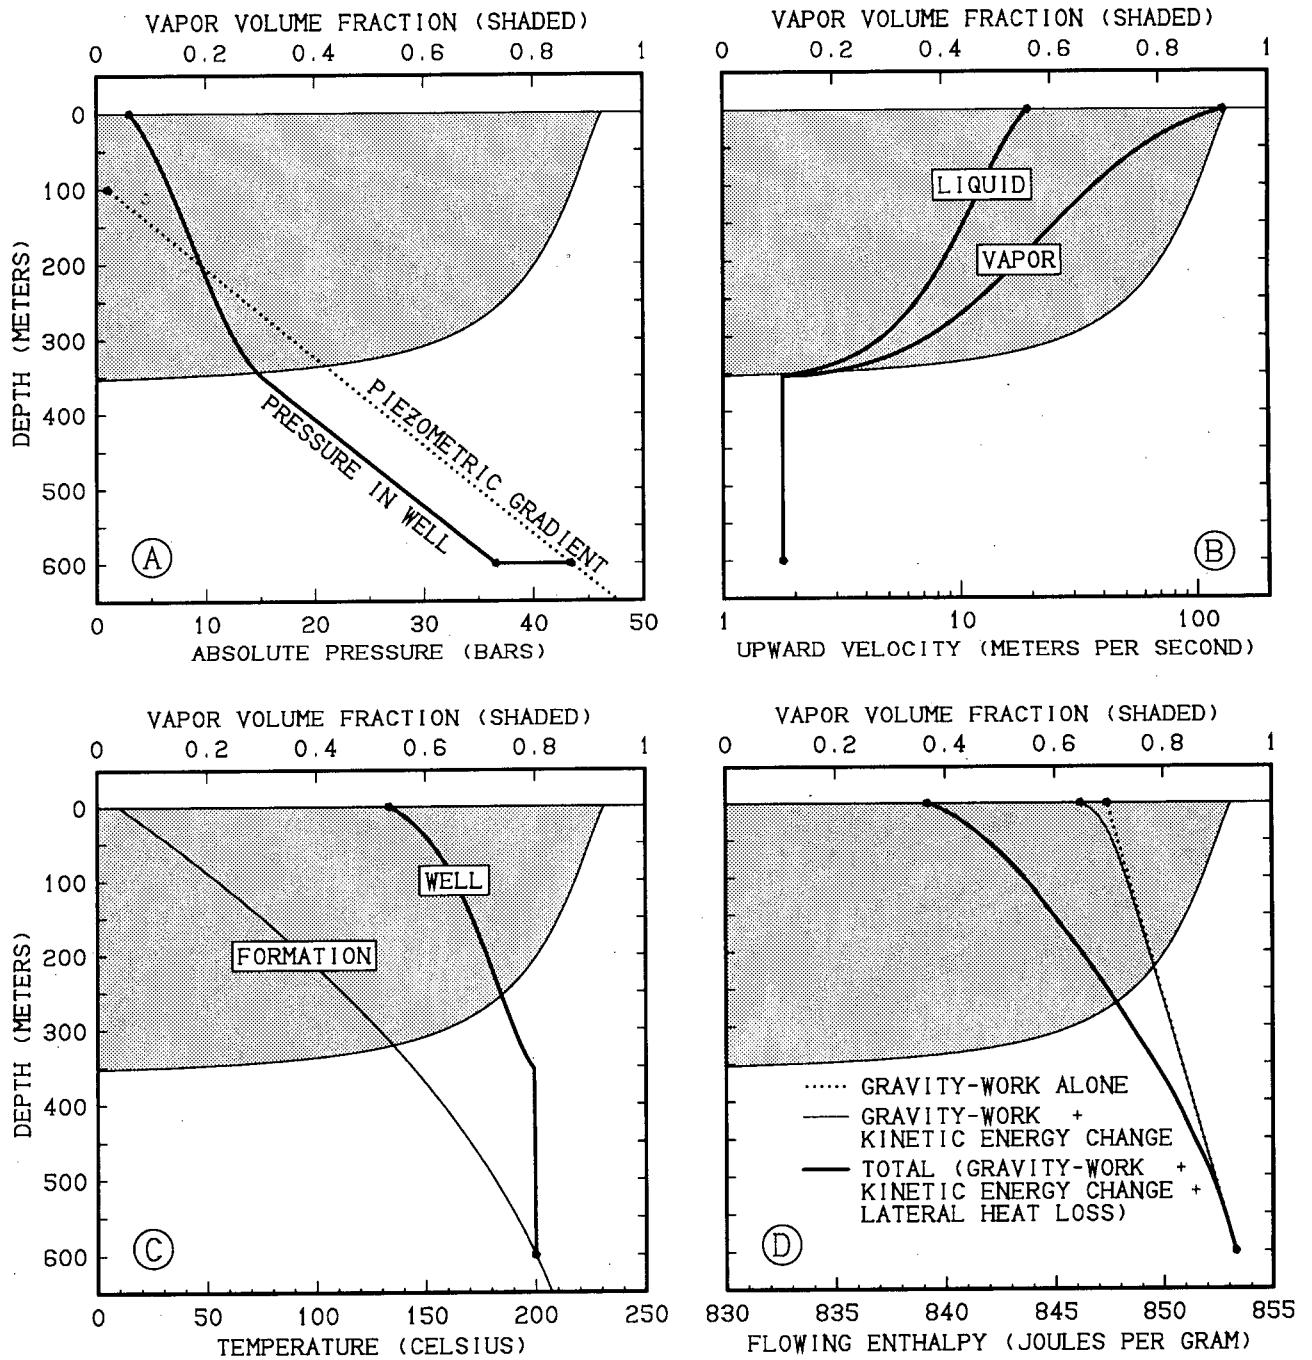 VAPOR VOLUME FRACTION (SHADED)
0 0.2 0.4 0.6 0.8 1
0
100
200
300
400
500
600
DEPTH (METERS)
PIEZOMETRIC GRADIENT
PRESSURE IN WELL
A
0 10 20 30 40 50
ABSOLUTE PRESSURE (BARS)
VAPOR VOLUME FRACTION (SHADED)
0 0.2 0.4 0.6 0.8 1
LIQUID
VAPOR
B
1 10 100
UPWARD VELOCITY (METERS PER SECOND)
VAPOR VOLUME FRACTION (SHADED)
0 0.2 0.4 0.6 0.8 1
0
100
200
300
400
500
600
DEPTH (METERS)
WELL
FORMATION
C
0 50 100 150 200 250
TEMPERATURE (CELSIUS)
VAPOR VOLUME FRACTION (SHADED)
0 0.2 0.4 0.6 0.8 1
GRAVITY-WORK ALONE
GRAVITY-WORK +
KINETIC ENERGY CHANGE
TOTAL (GRAVITY-WORK +
KINETIC ENERGY CHANGE +
LATERAL HEAT LOSS)
D
830 835 840 845 850 855
FLOWING ENTHALPY (JOULES PER GRAM)